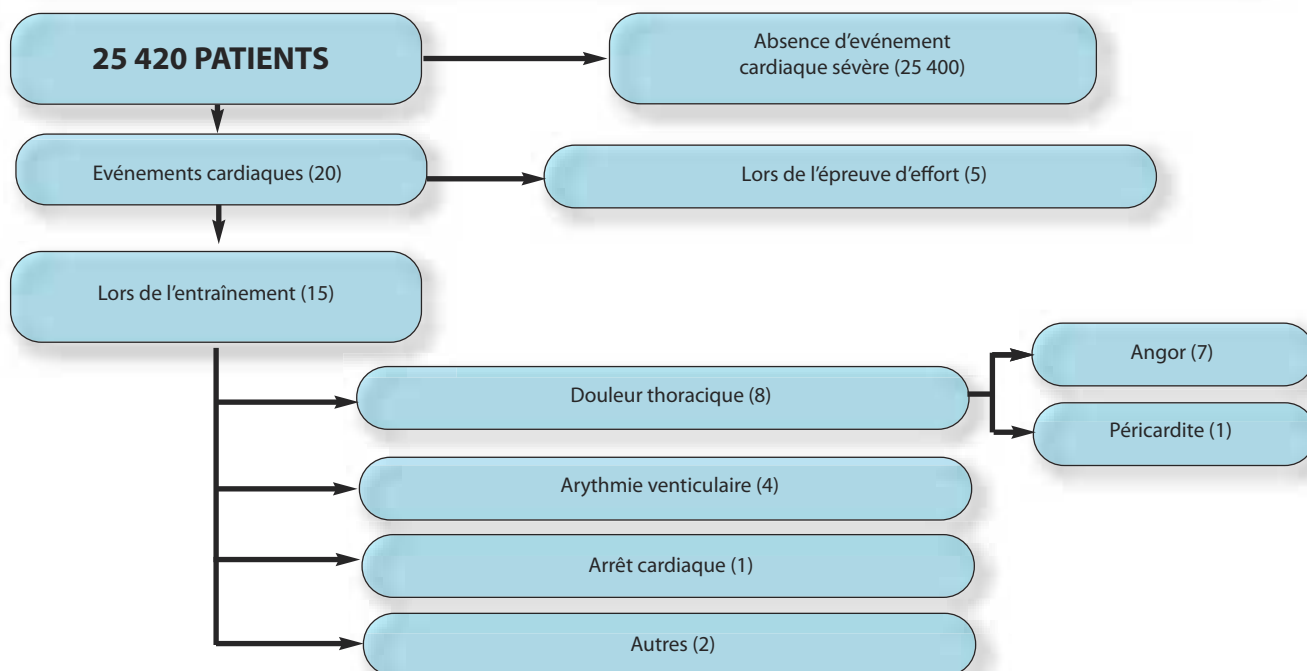 25 420 PATIENTS
Absence d’evénement
cardiaque sévère (25 400)
Evénements cardiaques (20)
Lors de l’épreuve d’effort (5)
Lors de l’entraînement (15)
Angor (7)
Douleur thoracique (8)
Péricardite (1)
Arythmie venticulaire (4)
Arrêt cardiaque (1)
Autres (2)